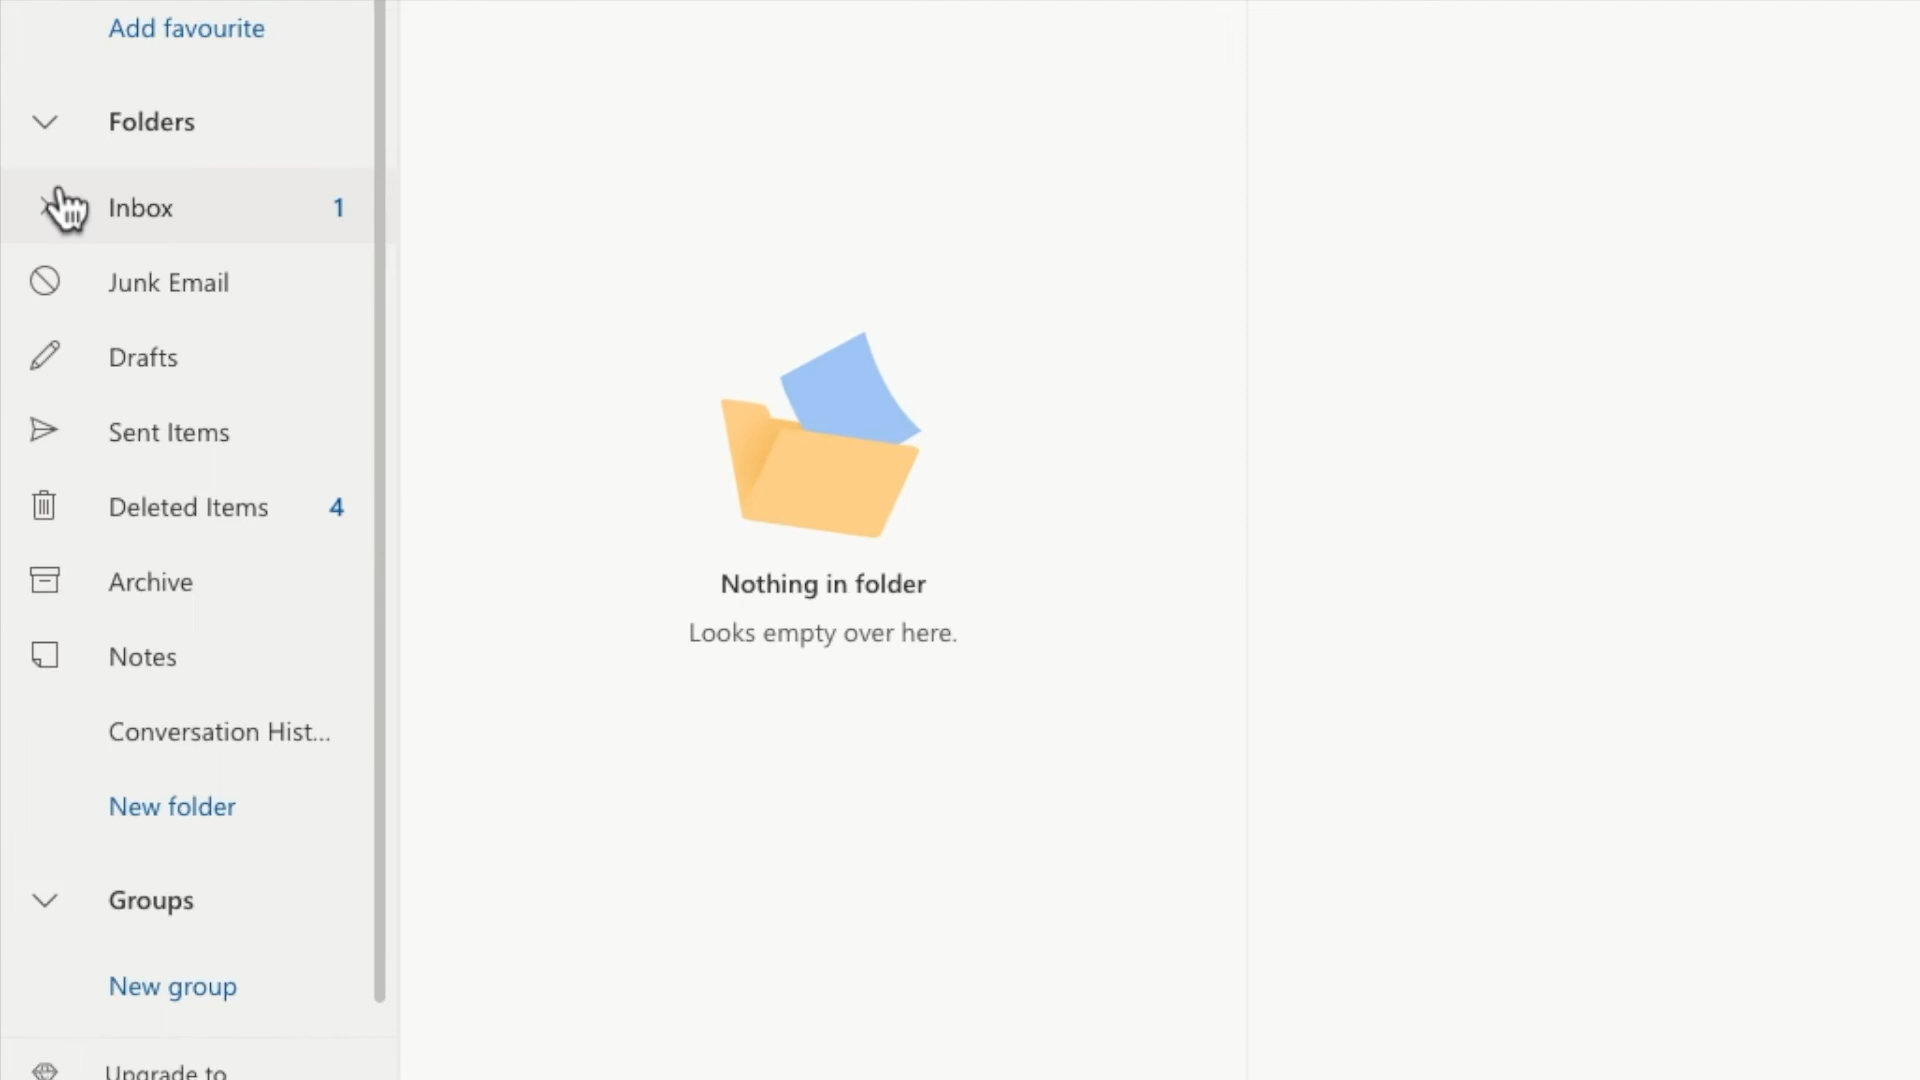 Add favourite
Folders
Inbox 1
Junk Email
Drafts
Sent Items
Deleted Items 4
Archive
Notes
Conversation Hist...
New folder
Groups
New group
Upgrade to
Nothing in folder
Looks empty over here.